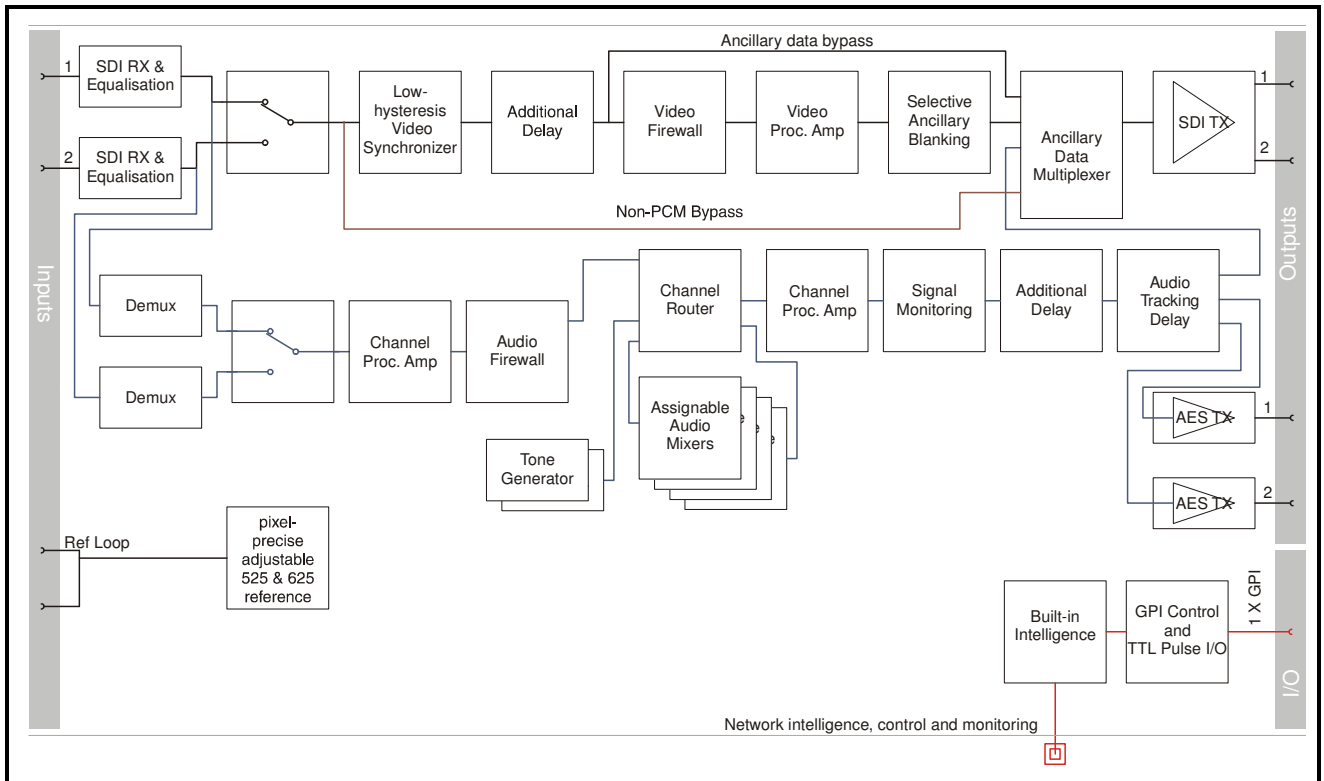 Ancillary data bypass
1
SDI RX &
Equalisation
2
SDI RX &
Equalisation
Low-
hysteresis
Video
Synchronizer
Additional
Delay
Video
Firewall
Video
Proc. Amp
Selective
Ancillary
Blanking
Ancillary
Data
Multiplexer
SDI TX
1
2
Non-PCM Bypass
Inputs
Outputs
Demux
Demux
Channel
Proc. Amp
Audio
Firewall
Channel
Router
Channel
Proc. Amp
Signal
Monitoring
Additional
Delay
Audio
Tracking
Delay
Assignable
Audio
Mixers
e
e
e
Tone
Generator
AES TX
1
AES TX
2
Ref Loop
pixel-
precise
adjustable
525 & 625
reference
Built-in
Intelligence
GPI Control
and
TTL Pulse I/O
1 X GPI
I/O
Network intelligence, control and monitoring